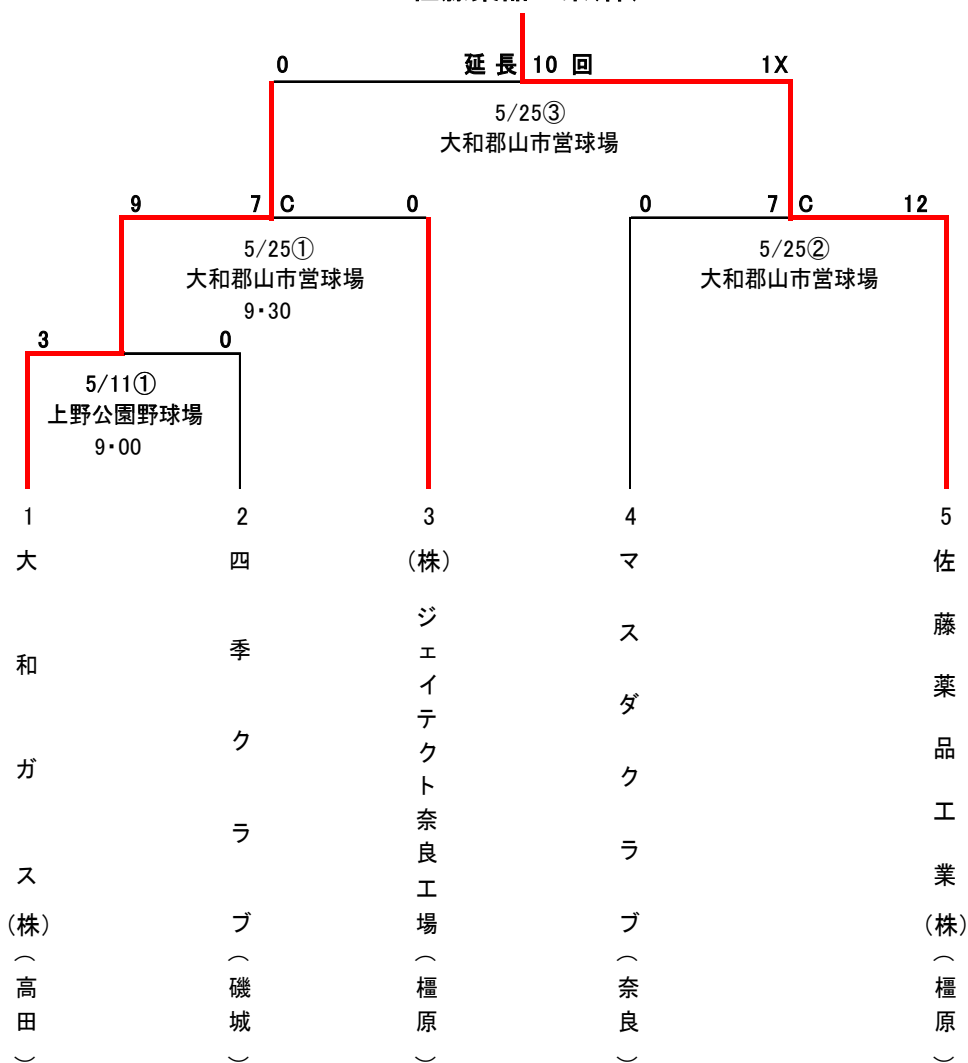 0 延長 10 回 1X
5/25③
大和郡山市営球場
9 7 C 0
0 7 C 12
5/25①
大和郡山市営球場
9・30
5/25②
大和郡山市営球場
3 0
5/11①
上野公園野球場
9・00
1 2 3 4 5
大和ガス(株)(高田)
四季クラブ(磯城)
(株)ジェイテクト奈良工場(橿原)
マスダクラブ(奈良)
佐藤薬品工業(株)(橿原)